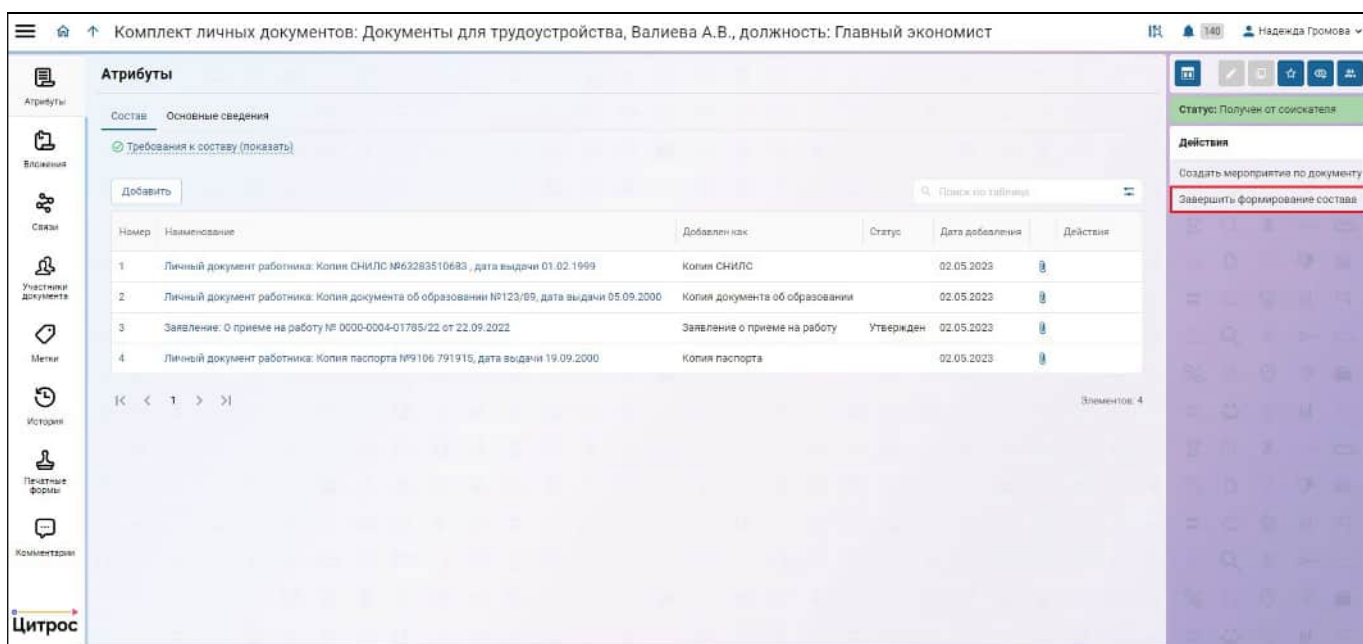 Комплект личных документов: Документы для трудоустройства, Валиева А.В., должность: Главный экономист
140
Надежда Громова
Атрибуты
Вложения
Связи
Участники
документа
Метки
История
Печатные
формы
Комментарии
Цитрос
Атрибуты
Состав Основные сведения
Требования к составу (показать)
Добавить
Поиск по таблице
Номер Наименование Добавлен как Статус Дата добавления Действия
1 Личный документ работника: Копия СНИЛС №63283510683 , дата выдачи 01.02.1999 Копия СНИЛС 02.05.2023
2 Личный документ работника: Копия документа об образовании №123/89, дата выдачи 05.09.2000 Копия документа об образовании 02.05.2023
3 Заявление: О приеме на работу № 0000-0004-01785/22 от 22.09.2022 Заявление о приеме на работу Утвержден 02.05.2023
4 Личный документ работника: Копия паспорта №9106 791915, дата выдачи 19.09.2000 Копия паспорта 02.05.2023
1
Элементов: 4
Статус: Получен от соискателя
Действия
Создать мероприятие по документу
Завершить формирование состава